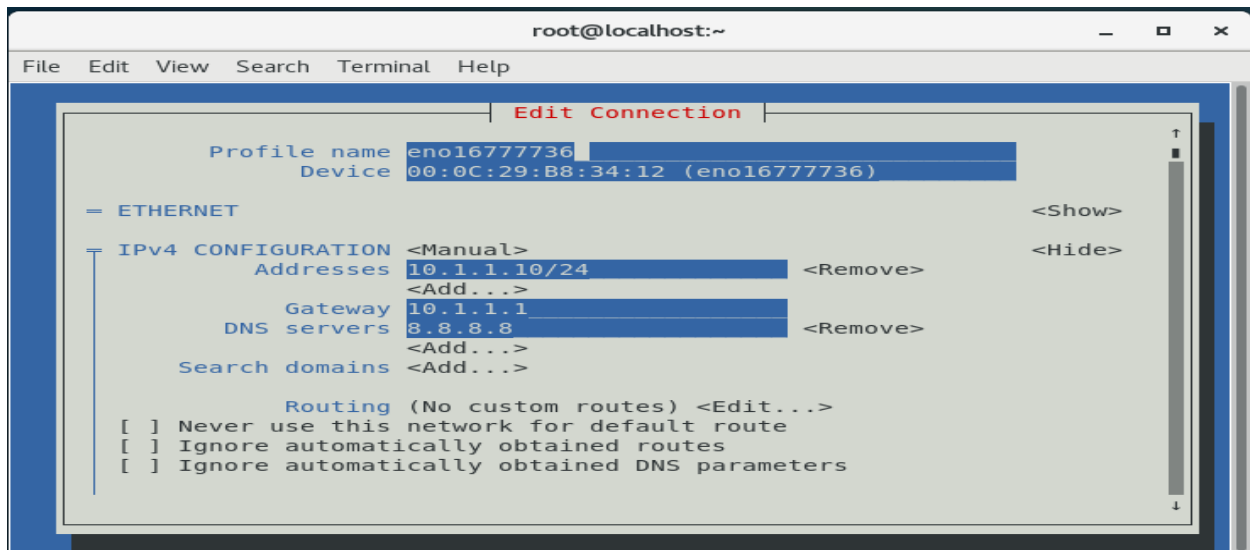 root@localhost:~
File Edit View Search Terminal Help
Edit Connection
Profile name eno16777736
Device 00:0C:29:B8:34:12 (eno16777736)
= ETHERNET <Show>
IPv4 CONFIGURATION <Manual> <Hide>
Addresses 10.1.1.10/24 <Remove>
<Add...>
Gateway 10.1.1.1
DNS servers 8.8.8.8 <Remove>
<Add...>
Search domains <Add...>
Routing (No custom routes) <Edit...>
[ ] Never use this network for default route
[ ] Ignore automatically obtained routes
[ ] Ignore automatically obtained DNS parameters